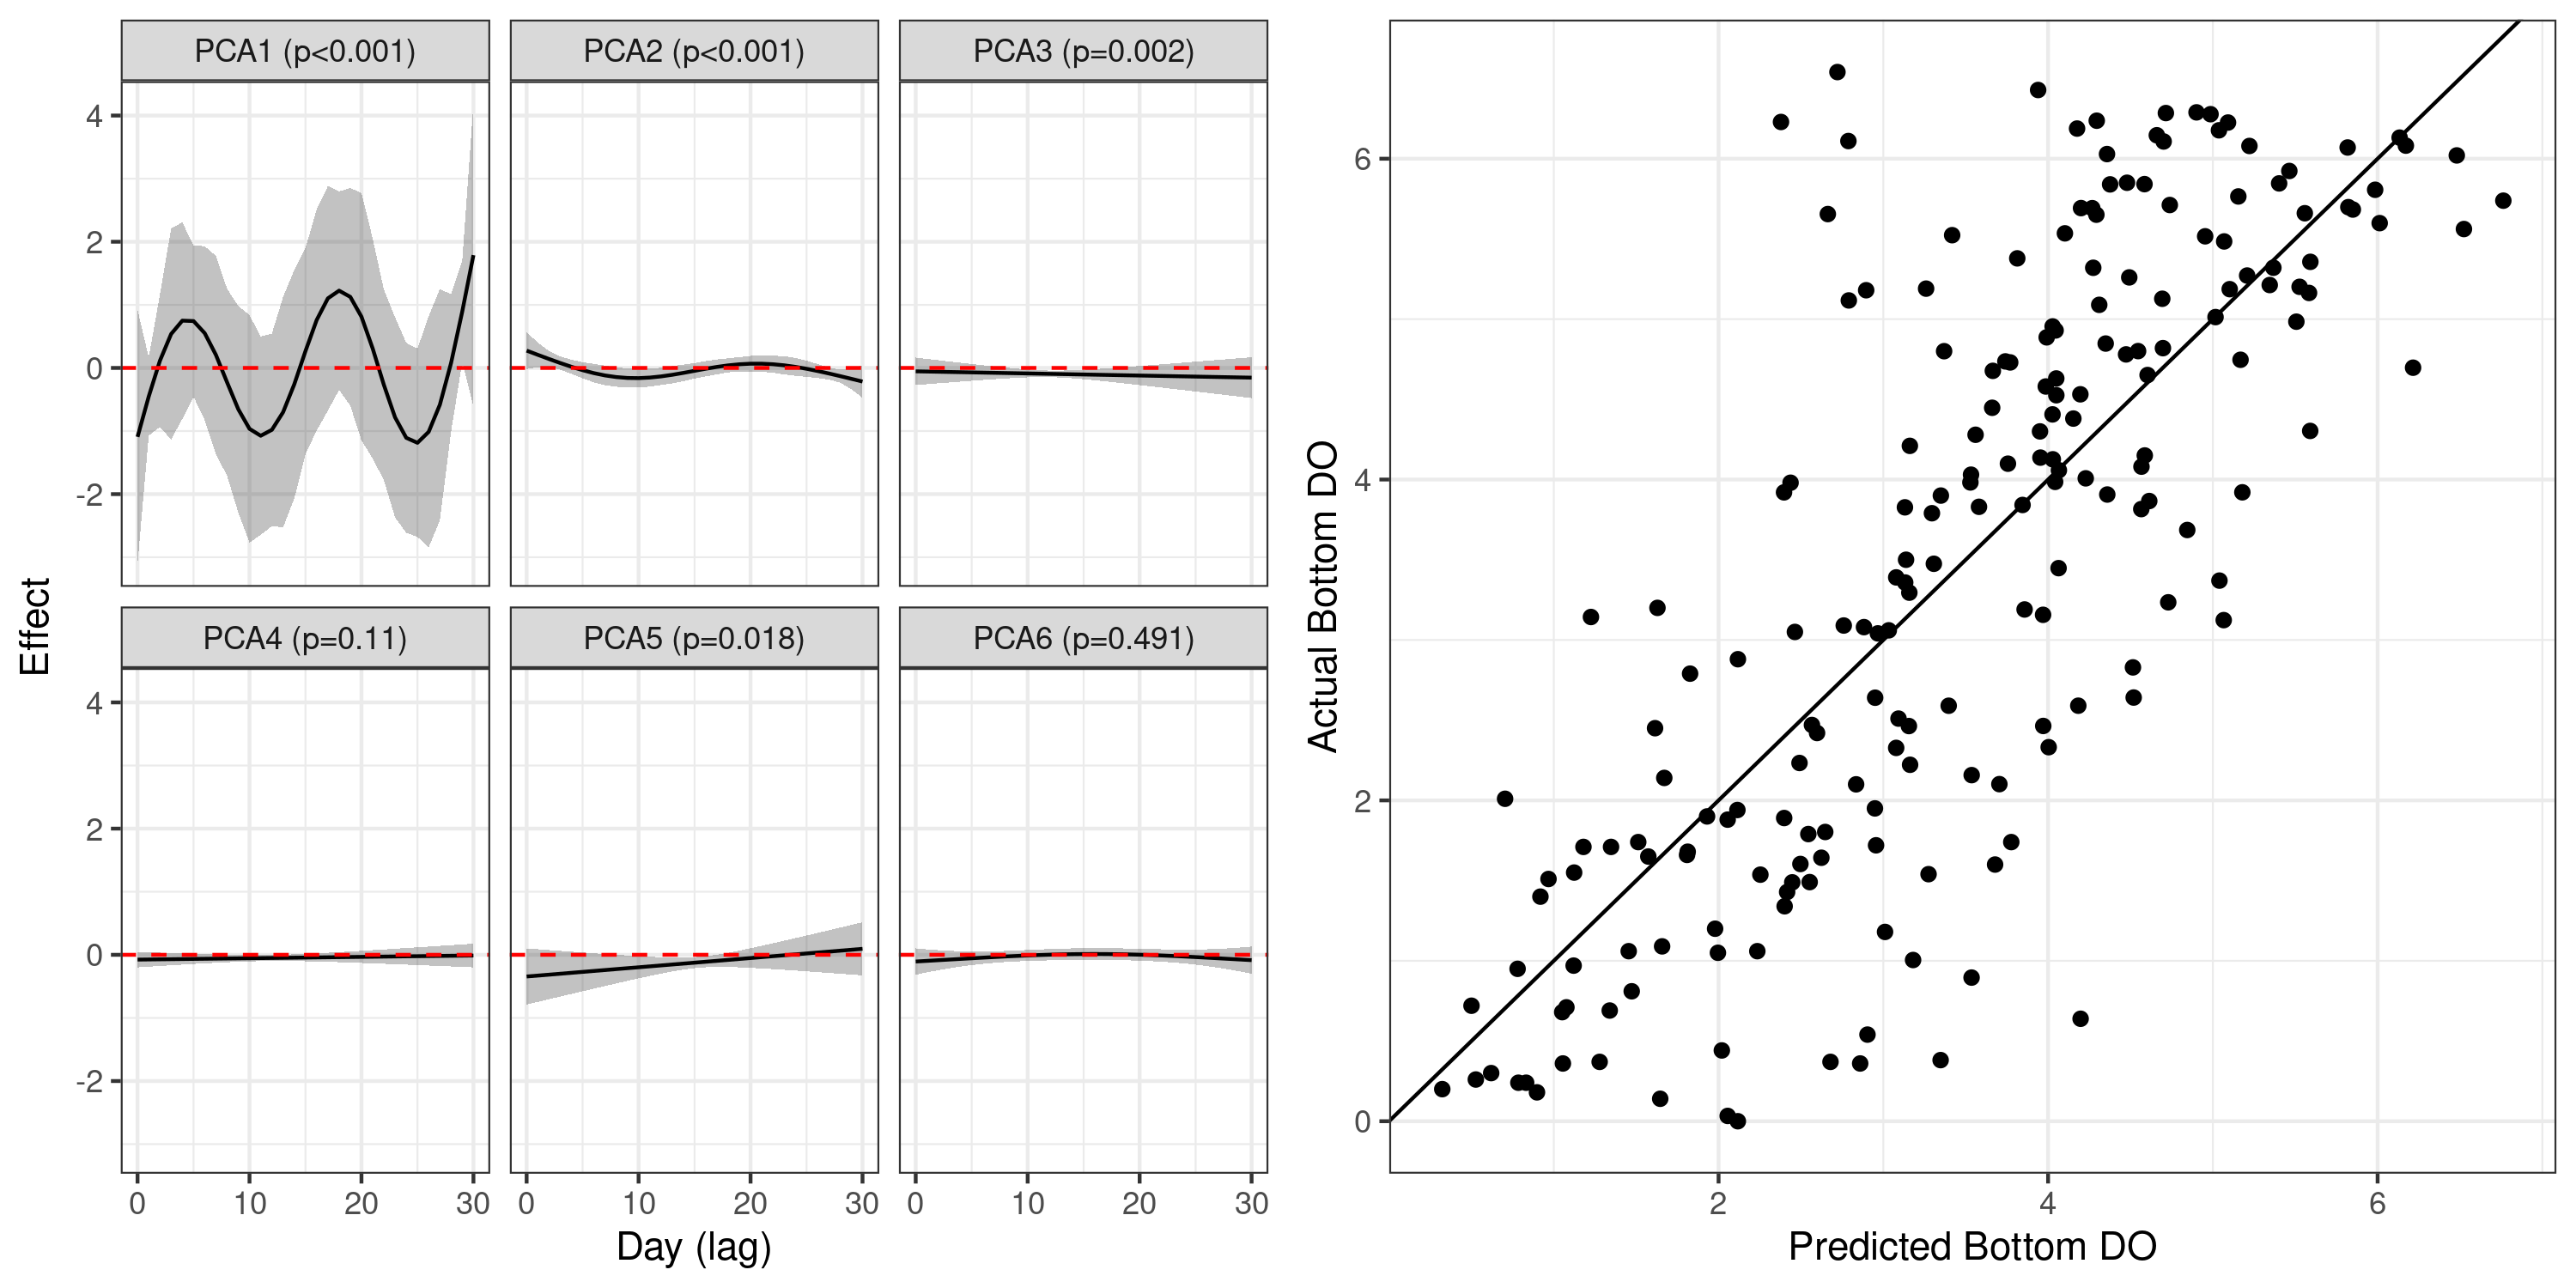 PCA1 (p<0.001)
PCA2 (p<0.001)
PCA3 (p=0.002)
4
2
0
-2
PCA4 (p=0.11)
PCA5 (p=0.018)
PCA6 (p=0.491)
4
2
0
-2
0 10 20 30
0 10 20 30
0 10 20 30
Effect
Day (lag)
6
4
2
0
2 4 6
Actual Bottom DO
Predicted Bottom DO